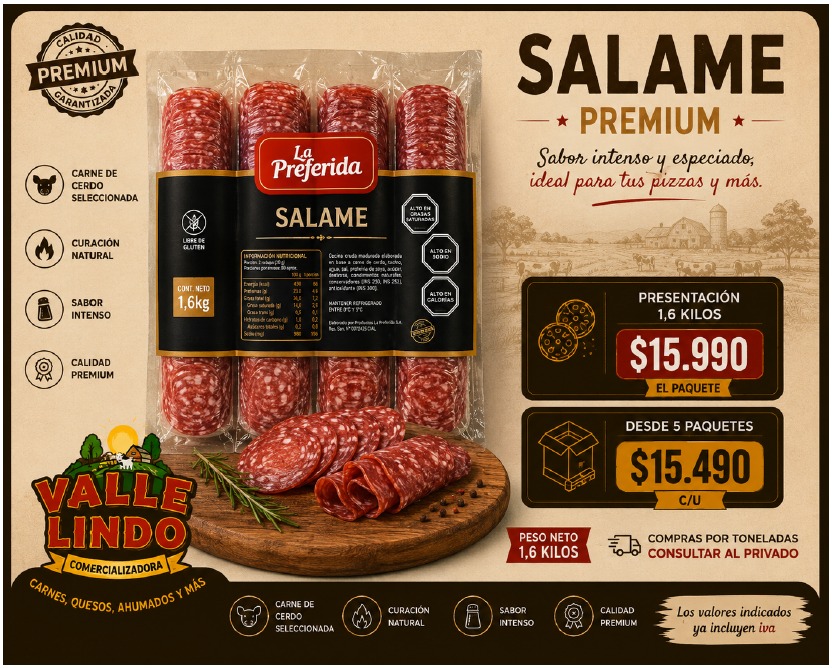 CALIDAD
PREMIUM
GARANTIZADA
SALAME
PREMIUM
Sabor intenso y especiado,
ideal para tus pizzas y más.
CARNE DE
CERDO
SELECCIONADA
CURACIÓN
NATURAL
SABOR
INTENSO
CALIDAD
PREMIUM
La
Preferida
SALAME
LIBRE DE
GLUTEN
CONT. NETO
1,6kg
INFORMACIÓN NUTRICIONAL
ALTO EN
GRASAS
SATURADAS
ALTO EN
SODIO
ALTO EN
CALORÍAS
MANTENER REFRIGERADO
ENTRE 0°C Y 5°C
PRESENTACIÓN
1,6 KILOS
$15.990
EL PAQUETE
DESDE 5 PAQUETES
$15.490
C/U
PESO NETO
1,6 KILOS
COMPRAS POR TONELADAS
CONSULTAR AL PRIVADO
VALLE
LINDO
COMERCIALIZADORA
CARNES, QUESOS, AHUMADOS Y MÁS
CARNE DE
CERDO
SELECCIONADA
CURACIÓN
NATURAL
SABOR
INTENSO
CALIDAD
PREMIUM
Los valores indicados
ya incluyen iva